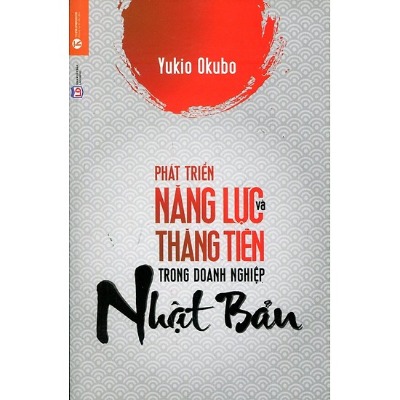 Yukio Okubo
PHÁT TRIỂN
NĂNG LỰC và
THĂNG TIẾN
TRONG DOANH NGHIỆP
Nhật Bản